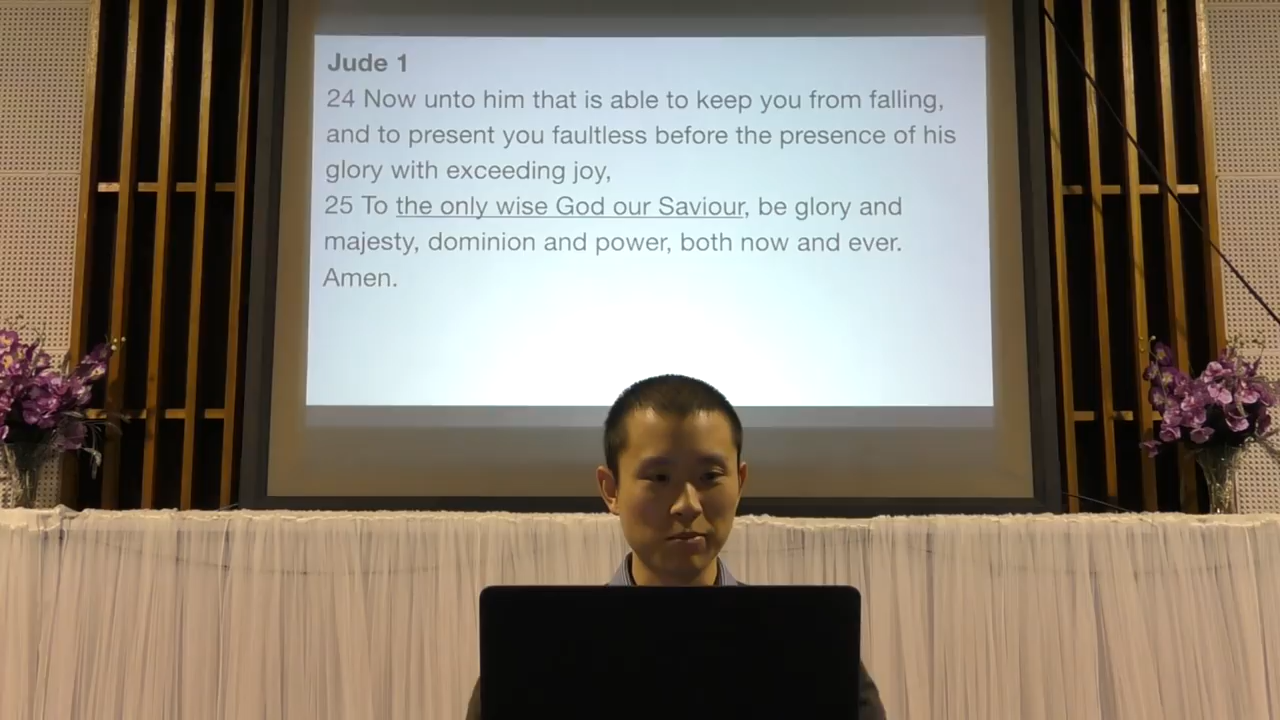 Jude 1
24 Now unto him that is able to keep you from falling,
and to present you faultless before the presence of his
glory with exceeding joy,
25 To the only wise God our Saviour, be glory and
majesty, dominion and power, both now and ever.
Amen.